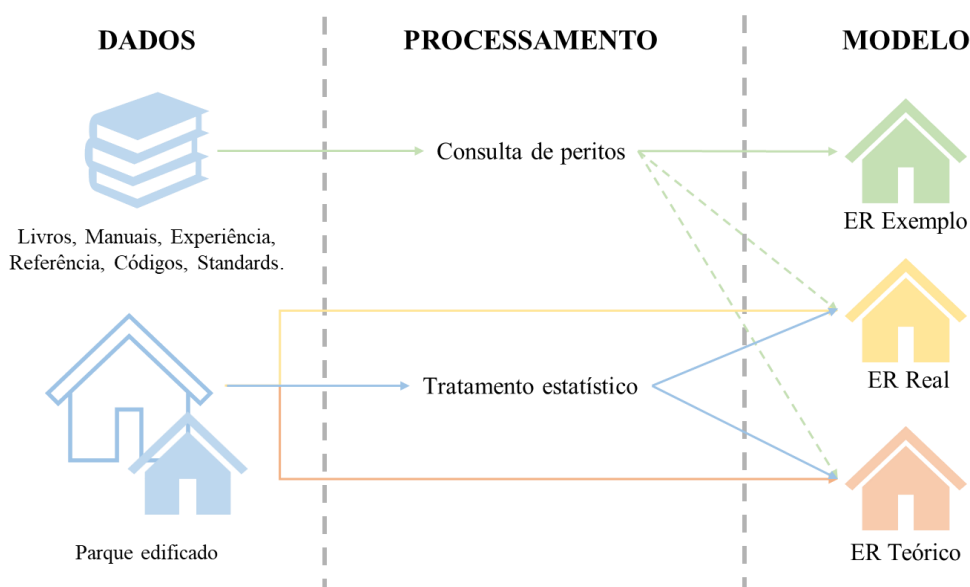 DADOS
PROCESSAMENTO
MODELO
Consulta de peritos
ER Exemplo
Livros, Manuais, Experiência,
Referência, Códigos, Standards.
ER Real
Tratamento estatístico
Parque edificado
ER Teórico